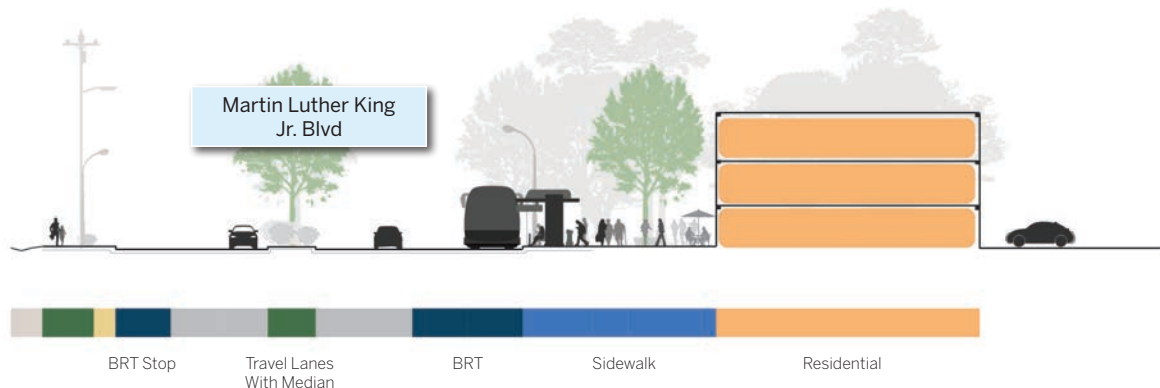 Martin Luther King
Jr. Blvd
BRT Stop
Travel Lanes
With Median
BRT
Sidewalk
Residential